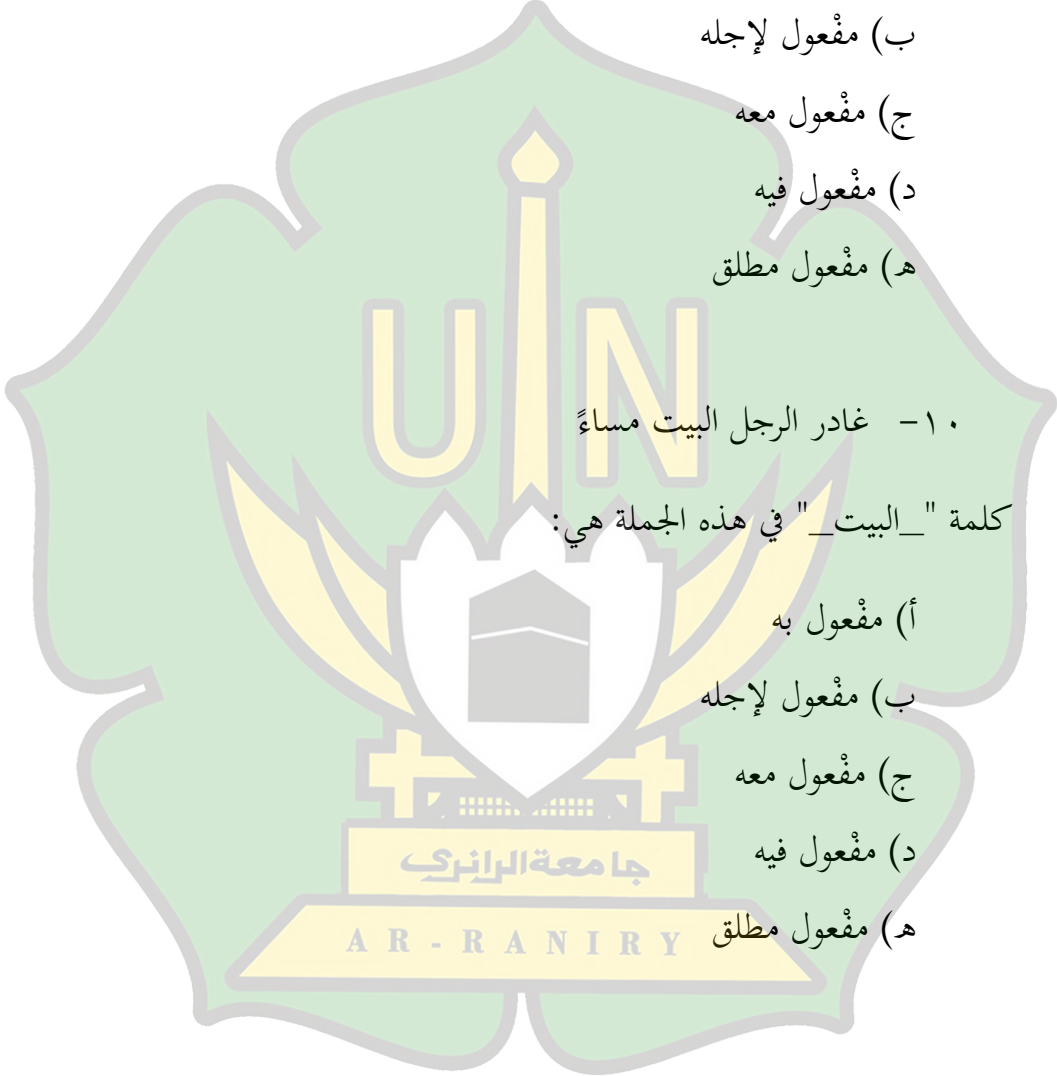 ب) مفْعول لإجله
ج) مفْعول معه
د) مفْعول فيه
ه) مفْعول مطلق
UIN
١٠- غادر الرجل البيت مساءً
كلمة "_البيت_" في هذه الجملة هي:
أ) مفْعول به
ب) مفْعول لإجله
ج) مفْعول معه
د) مفْعول فيه
جامعة الرانري
ه) مفْعول مطلق
AR-RANIRY